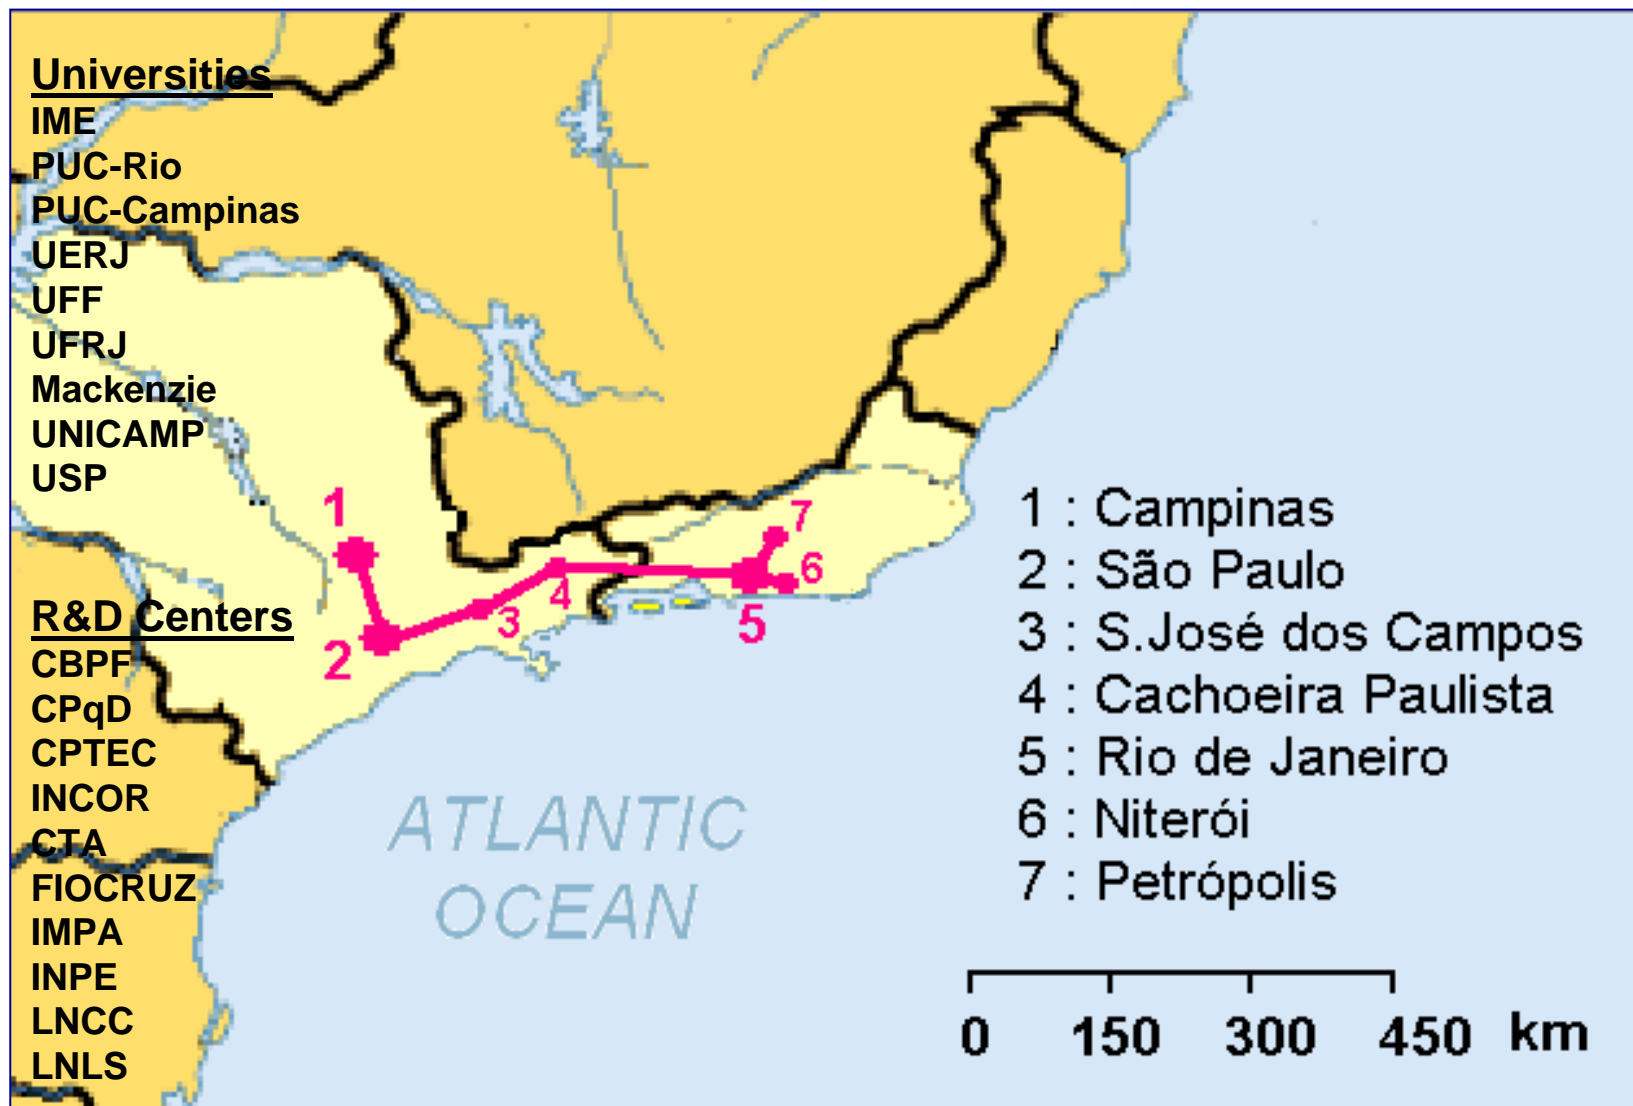 Universities
IME
PUC-Rio
PUC-Campinas
UERJ
UFF
UFRJ
Mackenzie
UNICAMP
USP
R&D Centers
CBPF
CPqD
CPTEC
INCOR
CTA
FIOCRUZ
IMPA
INPE
LNCC
LNLS
1
2
3
4
5
6
7
ATLANTIC
OCEAN
1 : Campinas
2 : São Paulo
3 : S.José dos Campos
4 : Cachoeira Paulista
5 : Rio de Janeiro
6 : Niterói
7 : Petrópolis
0 150 300 450 km